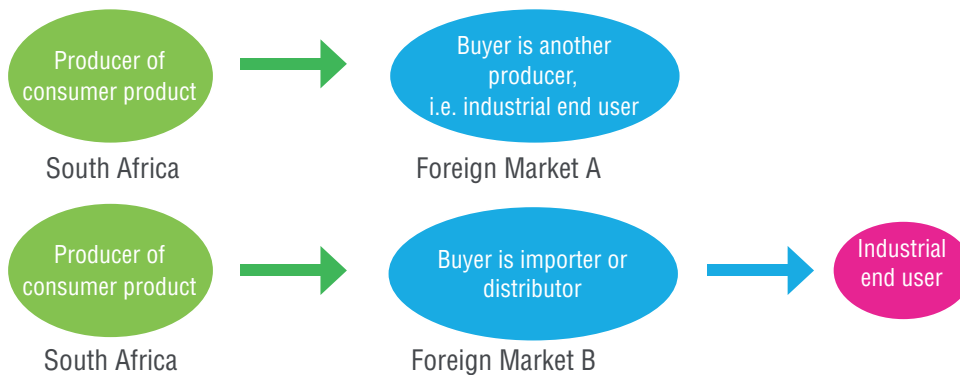 Producer of
consumer product
Buyer is another
producer,
i.e. industrial end user
South Africa
Foreign Market A
Producer of
consumer product
Buyer is importer or
distributor
Industrial
end user
South Africa
Foreign Market B